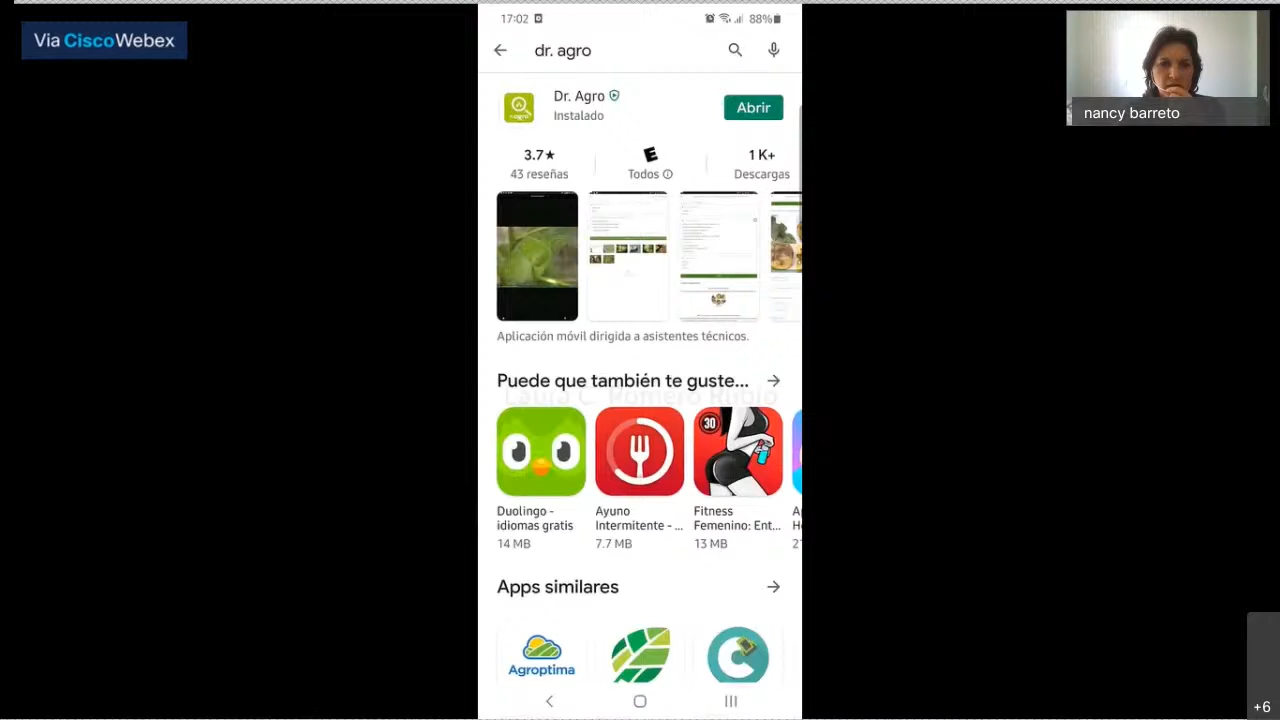 Via CiscoWebex
17:02
88%
dr. agro
Dr. Agro
Instalado
Abrir
3.7★
43 reseñas
E
Todos
1 K+
Descargas
Aplicación móvil dirigida a asistentes técnicos.
Puede que también te guste...
30
Duolingo -
idiomas gratis
14 MB
Ayuno
Intermitente - ...
7.7 MB
Fitness
Femenino: Ent...
13 MB
Apps similares
Agroptima
nancy barreto
+6